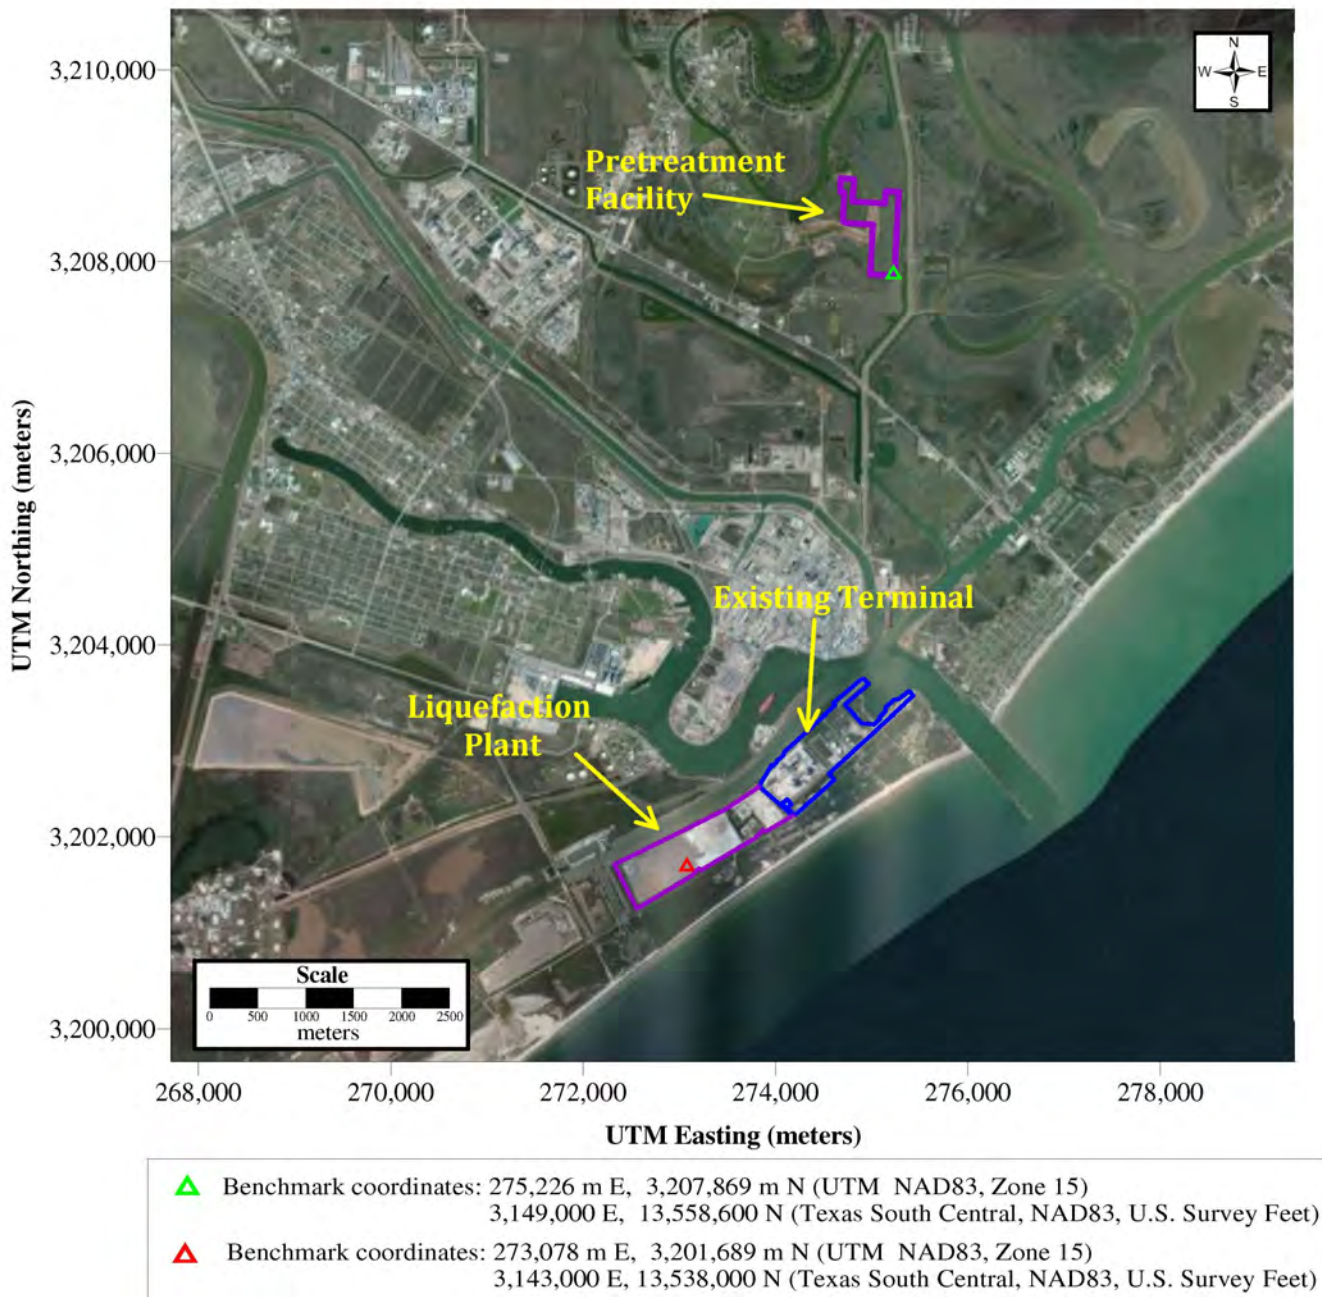 N
W E
S
3,210,000
3,208,000
3,206,000
3,204,000
3,202,000
3,200,000
UTM Northing (meters)
Pretreatment
Facility
Existing Terminal
Liquefaction
Plant
Scale
0 500 1000 1500 2000 2500
meters
268,000 270,000 272,000 274,000 276,000 278,000
UTM Easting (meters)
Benchmark coordinates: 275,226 m E, 3,207,869 m N (UTM NAD83, Zone 15)
3,149,000 E, 13,558,600 N (Texas South Central, NAD83, U.S. Survey Feet)
Benchmark coordinates: 273,078 m E, 3,201,689 m N (UTM NAD83, Zone 15)
3,143,000 E, 13,538,000 N (Texas South Central, NAD83, U.S. Survey Feet)